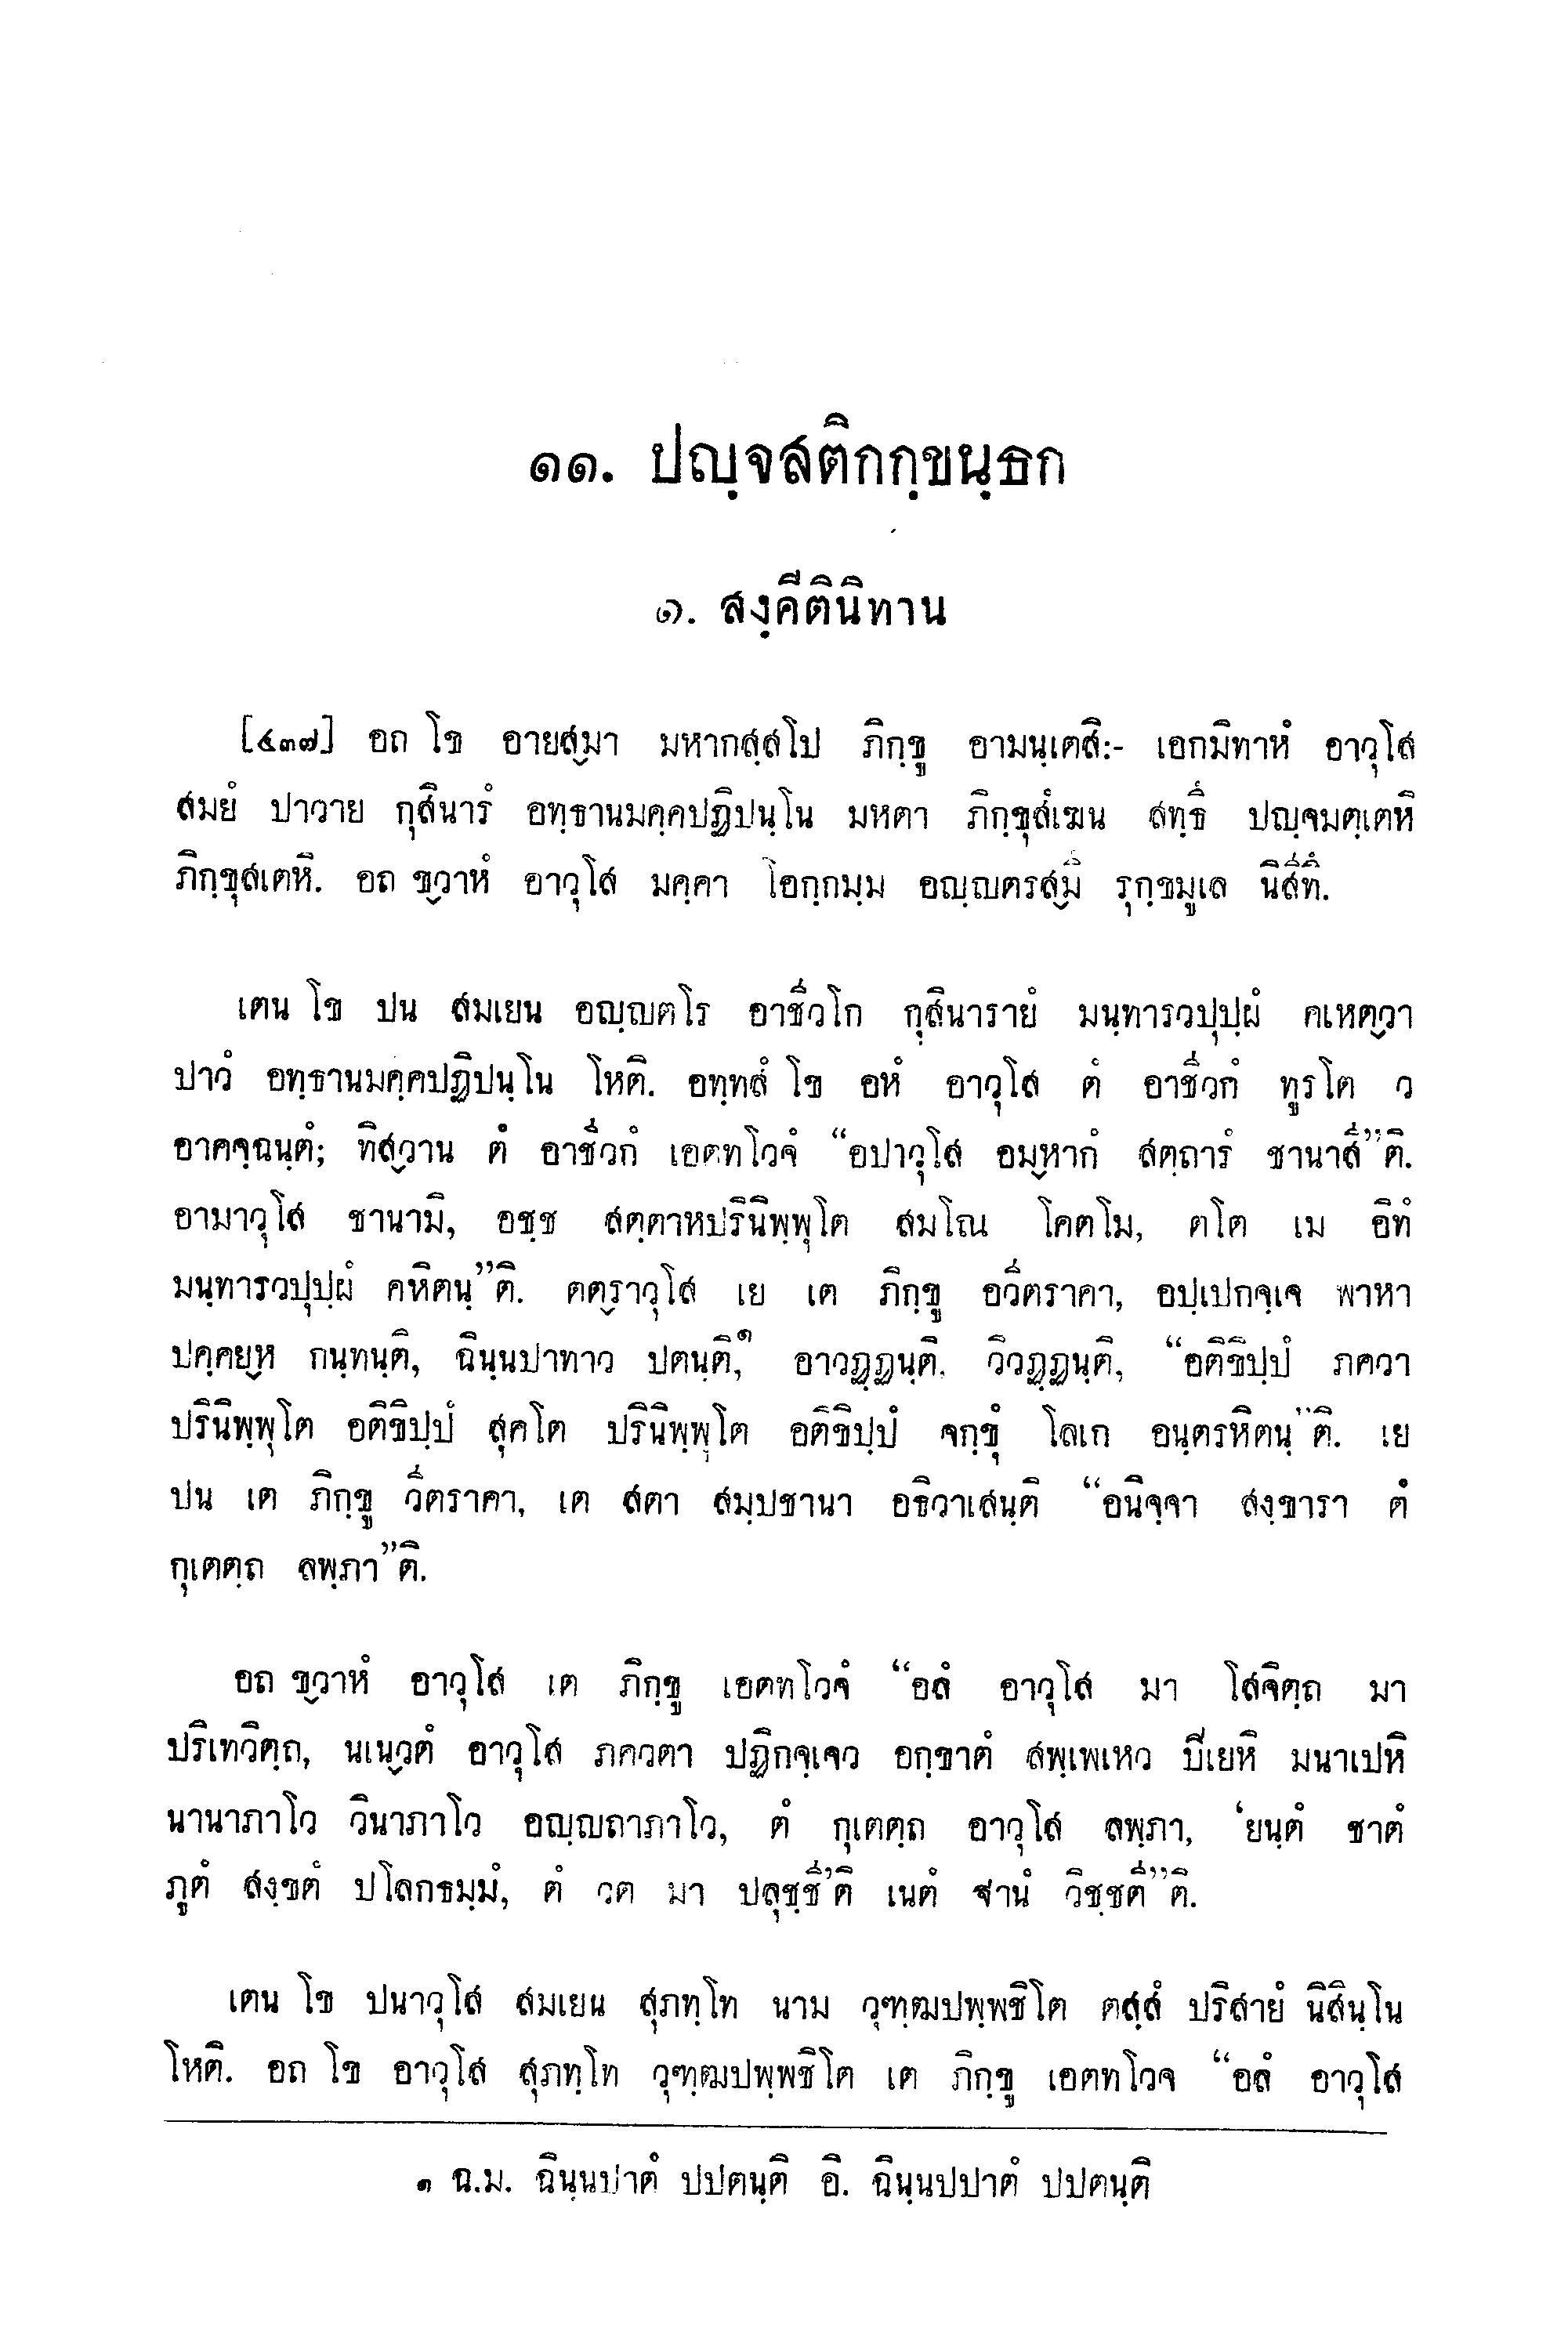 ๑๑. ปญฺจสติกกฺขนฺธก
๑. สงฺคีตินิทาน
[๔๓๗] อถ โข อายสฺมา มหากสฺสโป ภิกฺขู อามนฺเตสิ:- เอกมิทาหํ อาวุโส
สมยํ ปาวาย กุสินารํ อทฺธานมคฺคปฏิปนฺโน มหตา ภิกฺขุสํเฆน สทฺธึ ปญฺจมตฺเตหิ
ภิกฺขุสเตหิ. อถ ขฺวาหํ อาวุโส มคฺคา โอกฺกมฺม อญฺญตรสฺมึ รุกฺขมูเล นิสีทึ.
เตน โข ปน สมเยน อญฺญตโร อาชีวโก กุสินารายํ มนฺทารวปุปฺผํ คเหตฺวา
ปาวํ อทฺธานมคฺคปฏิปนฺโน โหติ. อทฺทสํ โข อหํ อาวุโส ตํ อาชีวกํ ทูรโต ว
อาคจฺฉนฺตํ; ทิสฺวาน ตํ อาชีวกํ เอตทโวจํ “อปาวุโส อมฺหากํ สตฺถารํ ชานาสี”ติ.
อามาวุโส ชานามิ, อชฺช สตฺตาหปรินิพฺพุโต สมโณ โคตโม, ตโต เม อิทํ
มนฺทารวปุปฺผํ คหิตนฺ”ติ. ตตฺราวุโส เย เต ภิกฺขู อวีตราคา, อปฺเปกจฺเจ พาหา
ปคฺคยฺห กนฺทนฺติ, ฉินฺนปาทาว ปตนฺติ,๑ อาวฏฺฏนฺติ, วิวฏฺฏนฺติ, “อติขิปฺปํ ภควา
ปรินิพฺพุโต อติขิปฺปํ สุคโต ปรินิพฺพุโต อติขิปฺปํ จกฺขุํ โลเก อนฺตรหิตนฺ”ติ. เย
ปน เต ภิกฺขู วีตราคา, เต สตา สมฺปชานา อธิวาเสนฺติ “อนิจฺจา สงฺขารา ตํ
กุเตตฺถ ลพฺภา”ติ.
อถ ขฺวาหํ อาวุโส เต ภิกฺขู เอตทโวจํ “อลํ อาวุโส มา โสจิตฺถ มา
ปริเทวิตฺถ, นเนฺวตํ อาวุโส ภควตา ปฏิกจฺเจว อกฺขาตํ สพฺเพเหว ปิเยหิ มนาเปหิ
นานาภาโว วินาภาโว อญฺญถาภาโว, ตํ กุเตตฺถ อาวุโส ลพฺภา, ‘ยนฺตํ ชาตํ
ภูตํ สงฺขตํ ปโลกธมฺมํ, ตํ วต มา ปลุชฺชี’ติ เนตํ ฐานํ วิชฺชตี”ติ.
เตน โข ปนาวุโส สมเยน สุภทฺโท นาม วุฑฺฒปพฺพชิโต ตสฺสํ ปริสายํ นิสินฺโน
โหติ. อถ โข อาวุโส สุภทฺโท วุฑฺฒปพฺพชิโต เต ภิกฺขู เอตทโวจ “อลํ อาวุโส
๑ ฉ.ม. ฉินฺนปาตํ ปปตนฺติ อิ. ฉินฺนปปาตํ ปปตนฺติ